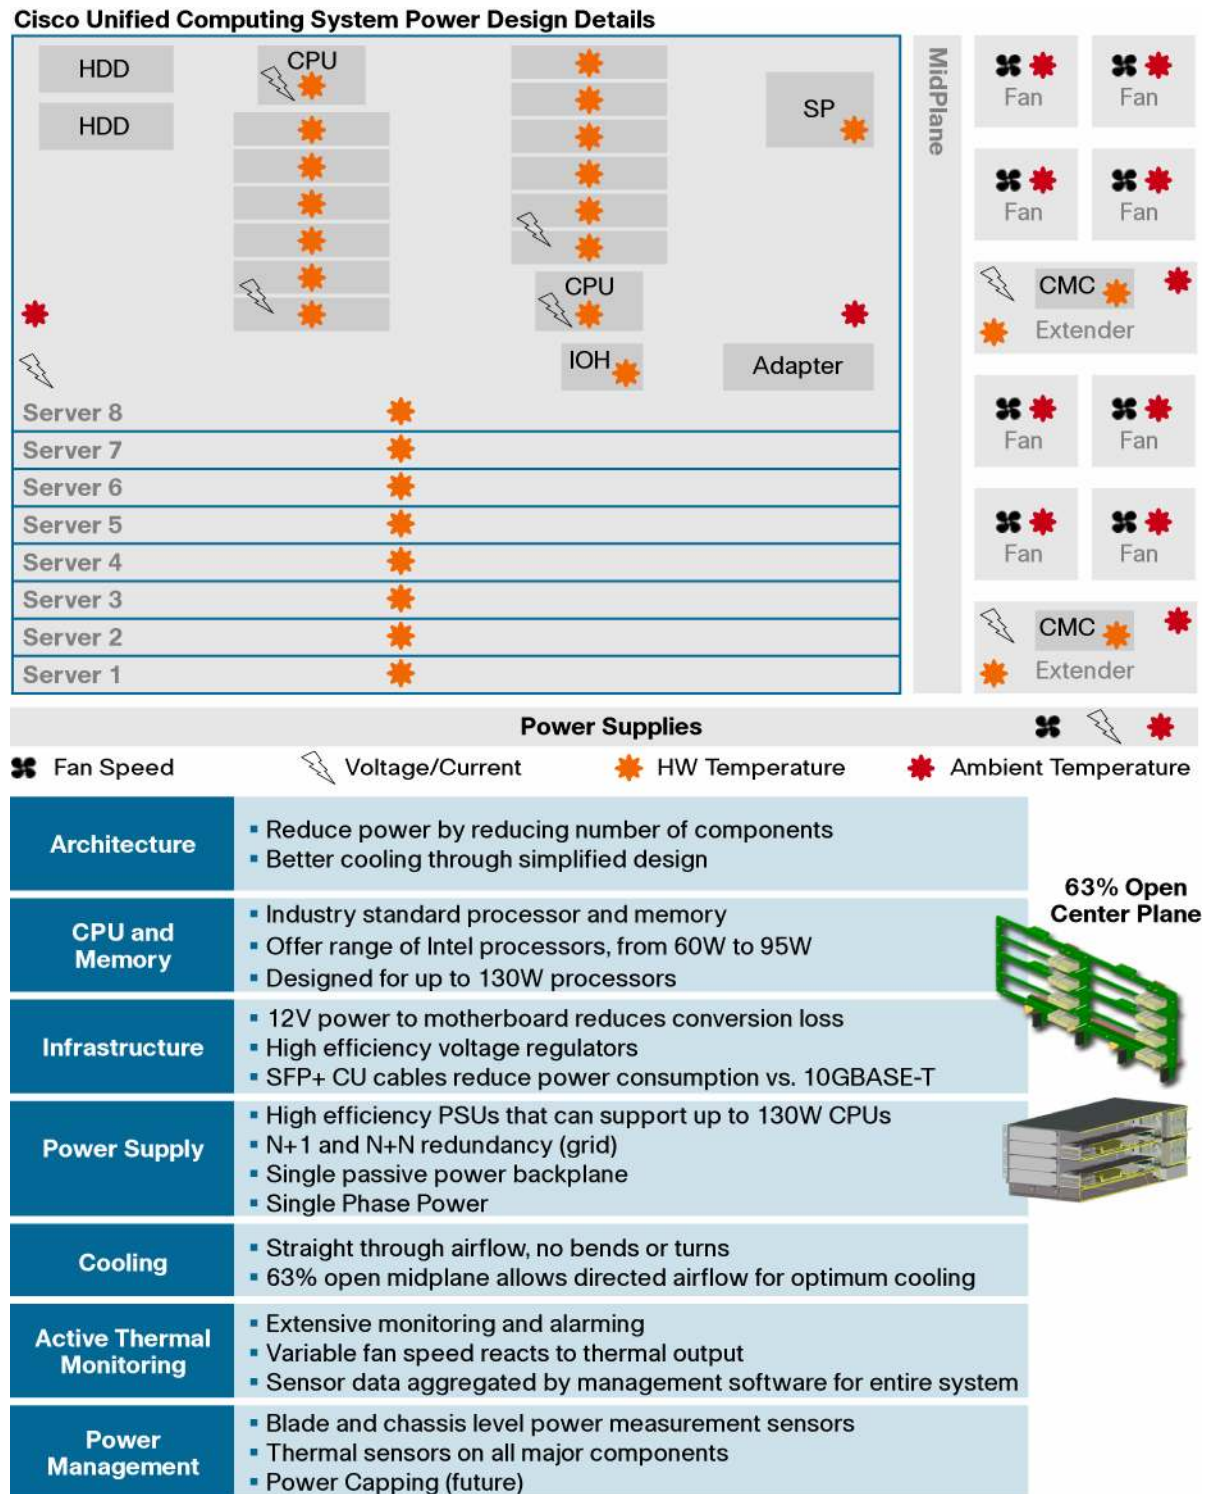 Cisco Unified Computing System Power Design Details
HDD
HDD
CPU
SP
CPU
IOH
Adapter
Server 8
Server 7
Server 6
Server 5
Server 4
Server 3
Server 2
Server 1
MidPlane
Fan
Fan
Fan
Fan
CMC
Extender
Fan
Fan
Fan
Fan
CMC
Extender
Power Supplies
Fan Speed
Voltage/Current
HW Temperature
Ambient Temperature
Architecture
▪ Reduce power by reducing number of components
▪ Better cooling through simplified design
CPU and
Memory
▪ Industry standard processor and memory
▪ Offer range of Intel processors, from 60W to 95W
▪ Designed for up to 130W processors
Infrastructure
▪ 12V power to motherboard reduces conversion loss
▪ High efficiency voltage regulators
▪ SFP+ CU cables reduce power consumption vs. 10GBASE-T
Power Supply
▪ High efficiency PSUs that can support up to 130W CPUs
▪ N+1 and N+N redundancy (grid)
▪ Single passive power backplane
▪ Single Phase Power
Cooling
▪ Straight through airflow, no bends or turns
▪ 63% open midplane allows directed airflow for optimum cooling
Active Thermal
Monitoring
▪ Extensive monitoring and alarming
▪ Variable fan speed reacts to thermal output
▪ Sensor data aggregated by management software for entire system
Power
Management
▪ Blade and chassis level power measurement sensors
▪ Thermal sensors on all major components
▪ Power Capping (future)
63% Open
Center Plane